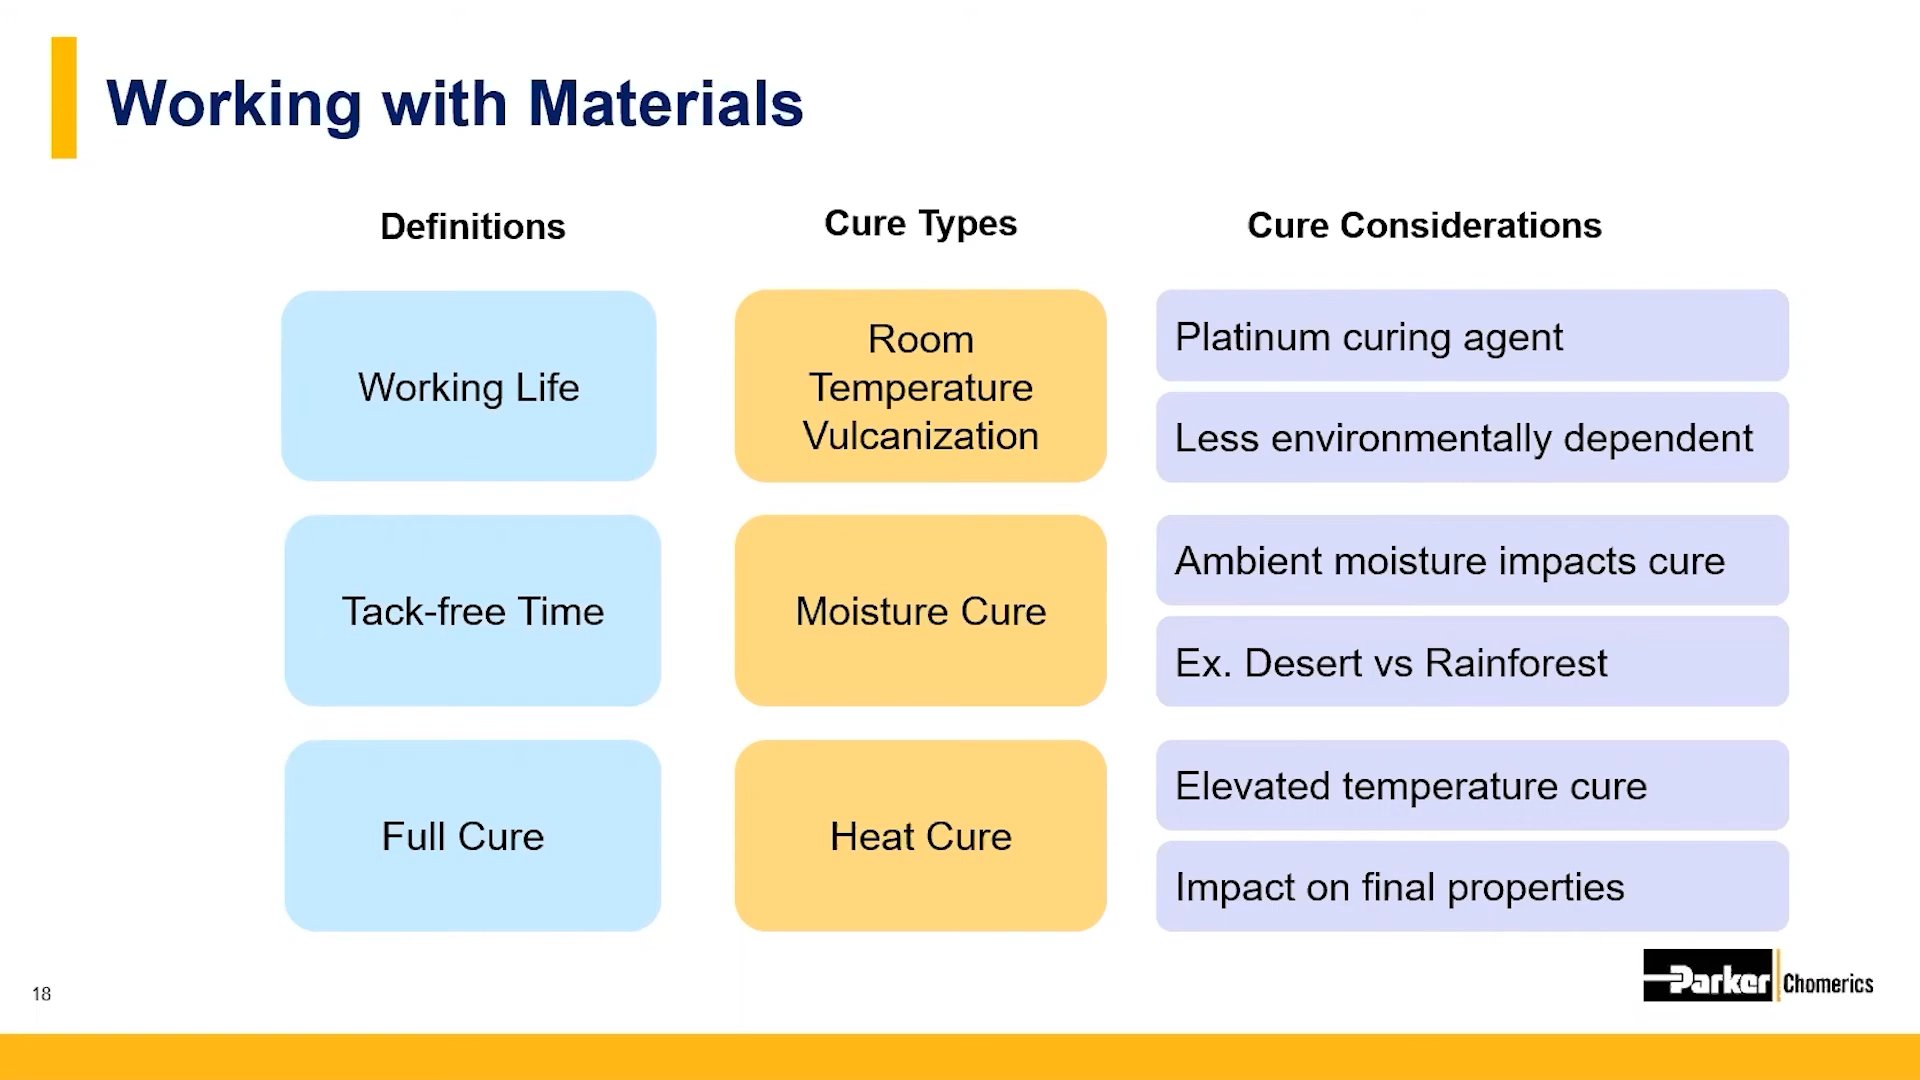 Working with Materials
Definitions
Cure Types
Cure Considerations
Working Life
Room
Temperature
Vulcanization
Platinum curing agent
Less environmentally dependent
Tack-free Time
Moisture Cure
Ambient moisture impacts cure
Ex. Desert vs Rainforest
Full Cure
Heat Cure
Elevated temperature cure
Impact on final properties
18
Parker Chomerics